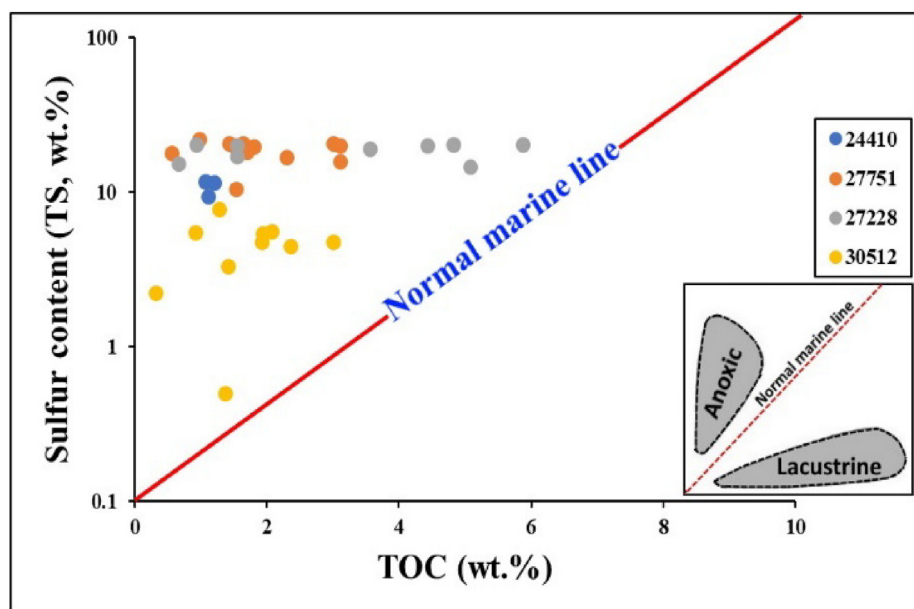 Sulfur content (TS, wt.%)
100
10
1
0.1
0
2
4
6
8
10
TOC (wt.%)
Normal marine line
24410
27751
27228
30512
Anoxic
Normal marine line
Lacustrine